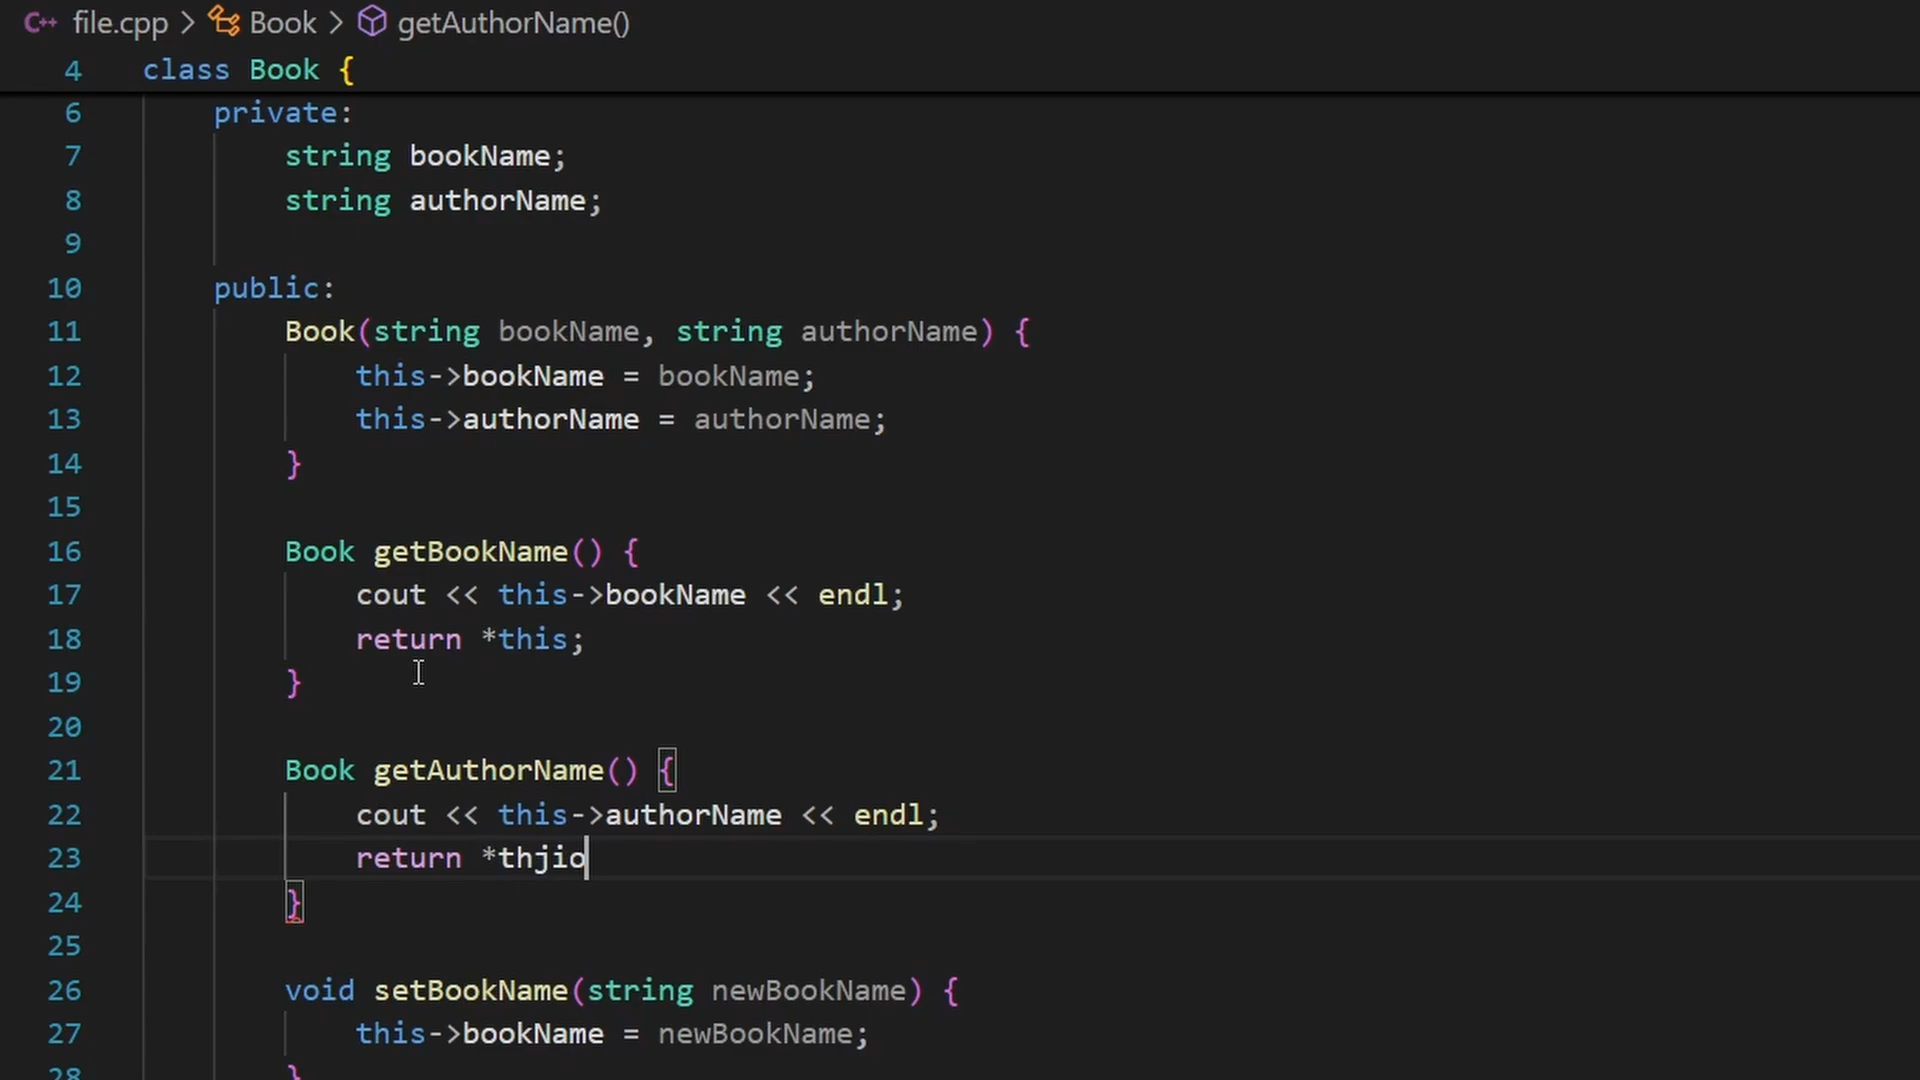 C++ file.cpp > Book > getAuthorName()
4 class Book {
6 private:
7 string bookName;
8 string authorName;
9
10 public:
11 Book(string bookName, string authorName) {
12 this->bookName = bookName;
13 this->authorName = authorName;
14 }
15
16 Book getBookName() {
17 cout << this->bookName << endl;
18 return *this;
19 }
20
21 Book getAuthorName() {
22 cout << this->authorName << endl;
23 return *thjio
24 }
25
26 void setBookName(string newBookName) {
27 this->bookName = newBookName;
28 }